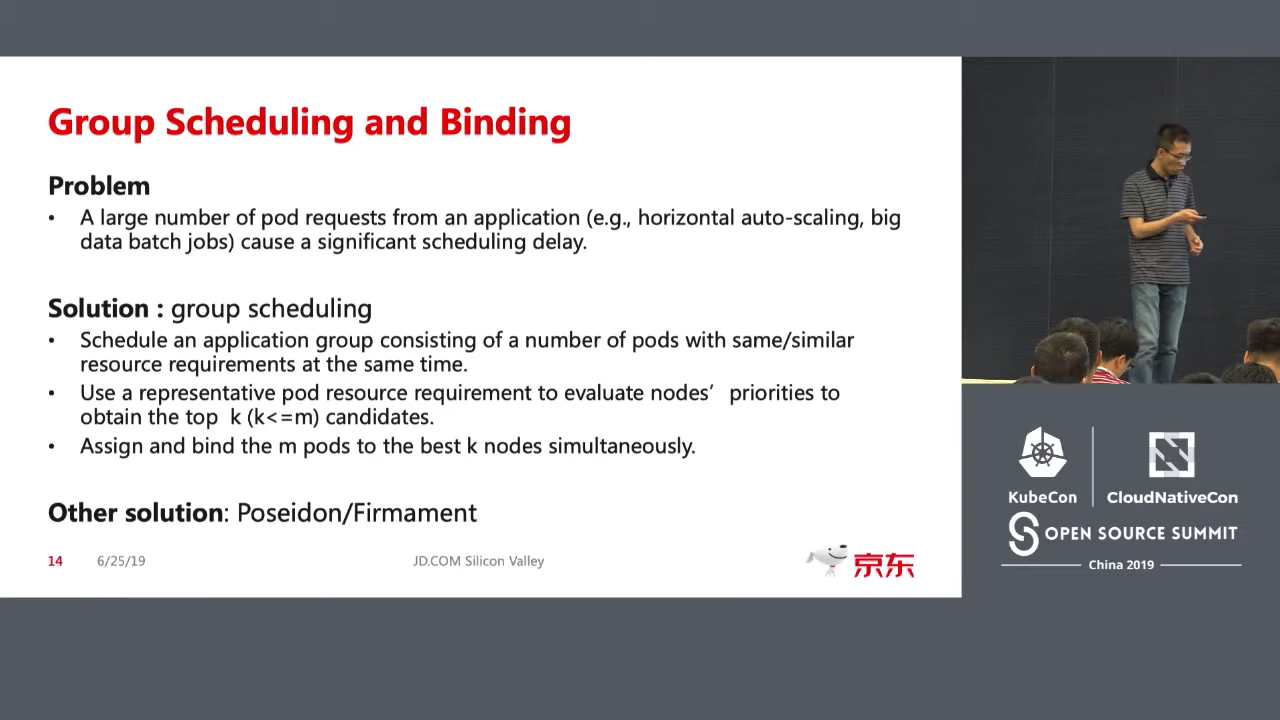 Group Scheduling and Binding
Problem
• A large number of pod requests from an application (e.g., horizontal auto-scaling, big
data batch jobs) cause a significant scheduling delay.
Solution : group scheduling
• Schedule an application group consisting of a number of pods with same/similar
resource requirements at the same time.
• Use a representative pod resource requirement to evaluate nodes’ priorities to
obtain the top k (k<=m) candidates.
• Assign and bind the m pods to the best k nodes simultaneously.
Other solution: Poseidon/Firmament
14 6/25/19 JD.COM Silicon Valley
京东
KubeCon CloudNativeCon
OPEN SOURCE SUMMIT
China 2019